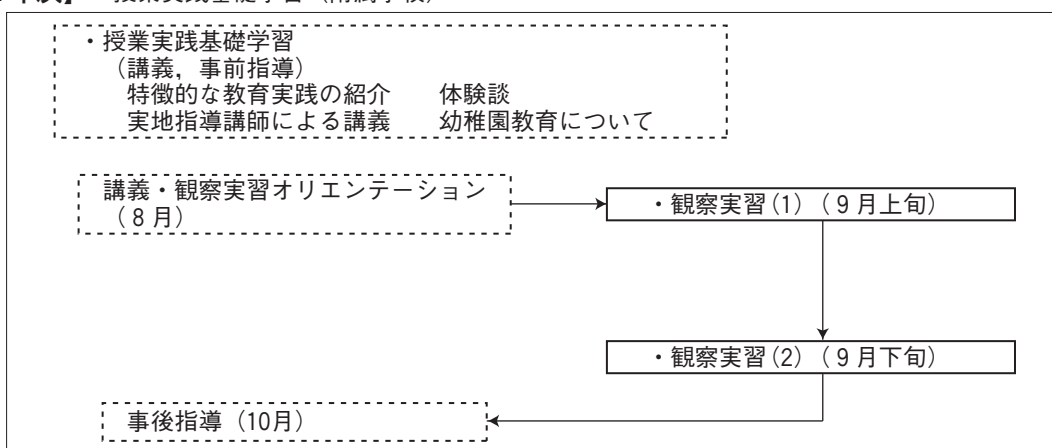 ・授業実践基礎学習
（講義，事前指導）
特徴的な教育実践の紹介　体験談
実地指導講師による講義　幼稚園教育について
講義・観察実習オリエンテーション
（８月）
・観察実習(1)（９月上旬）
・観察実習(2)（９月下旬）
事後指導（10月）